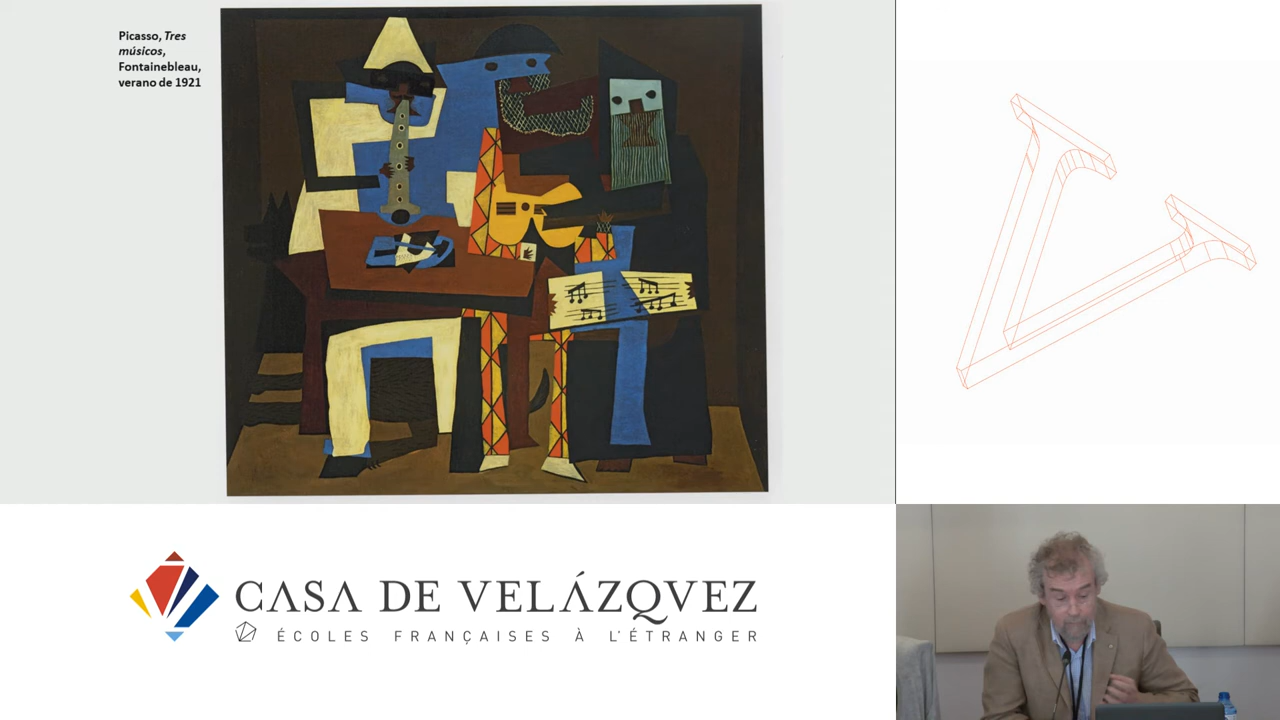 Picasso, Tres
músicos,
Fontainebleau,
verano de 1921
CASA DE VELÁZQVEZ
ÉCOLES FRANÇAISES À L'ÉTRANGER